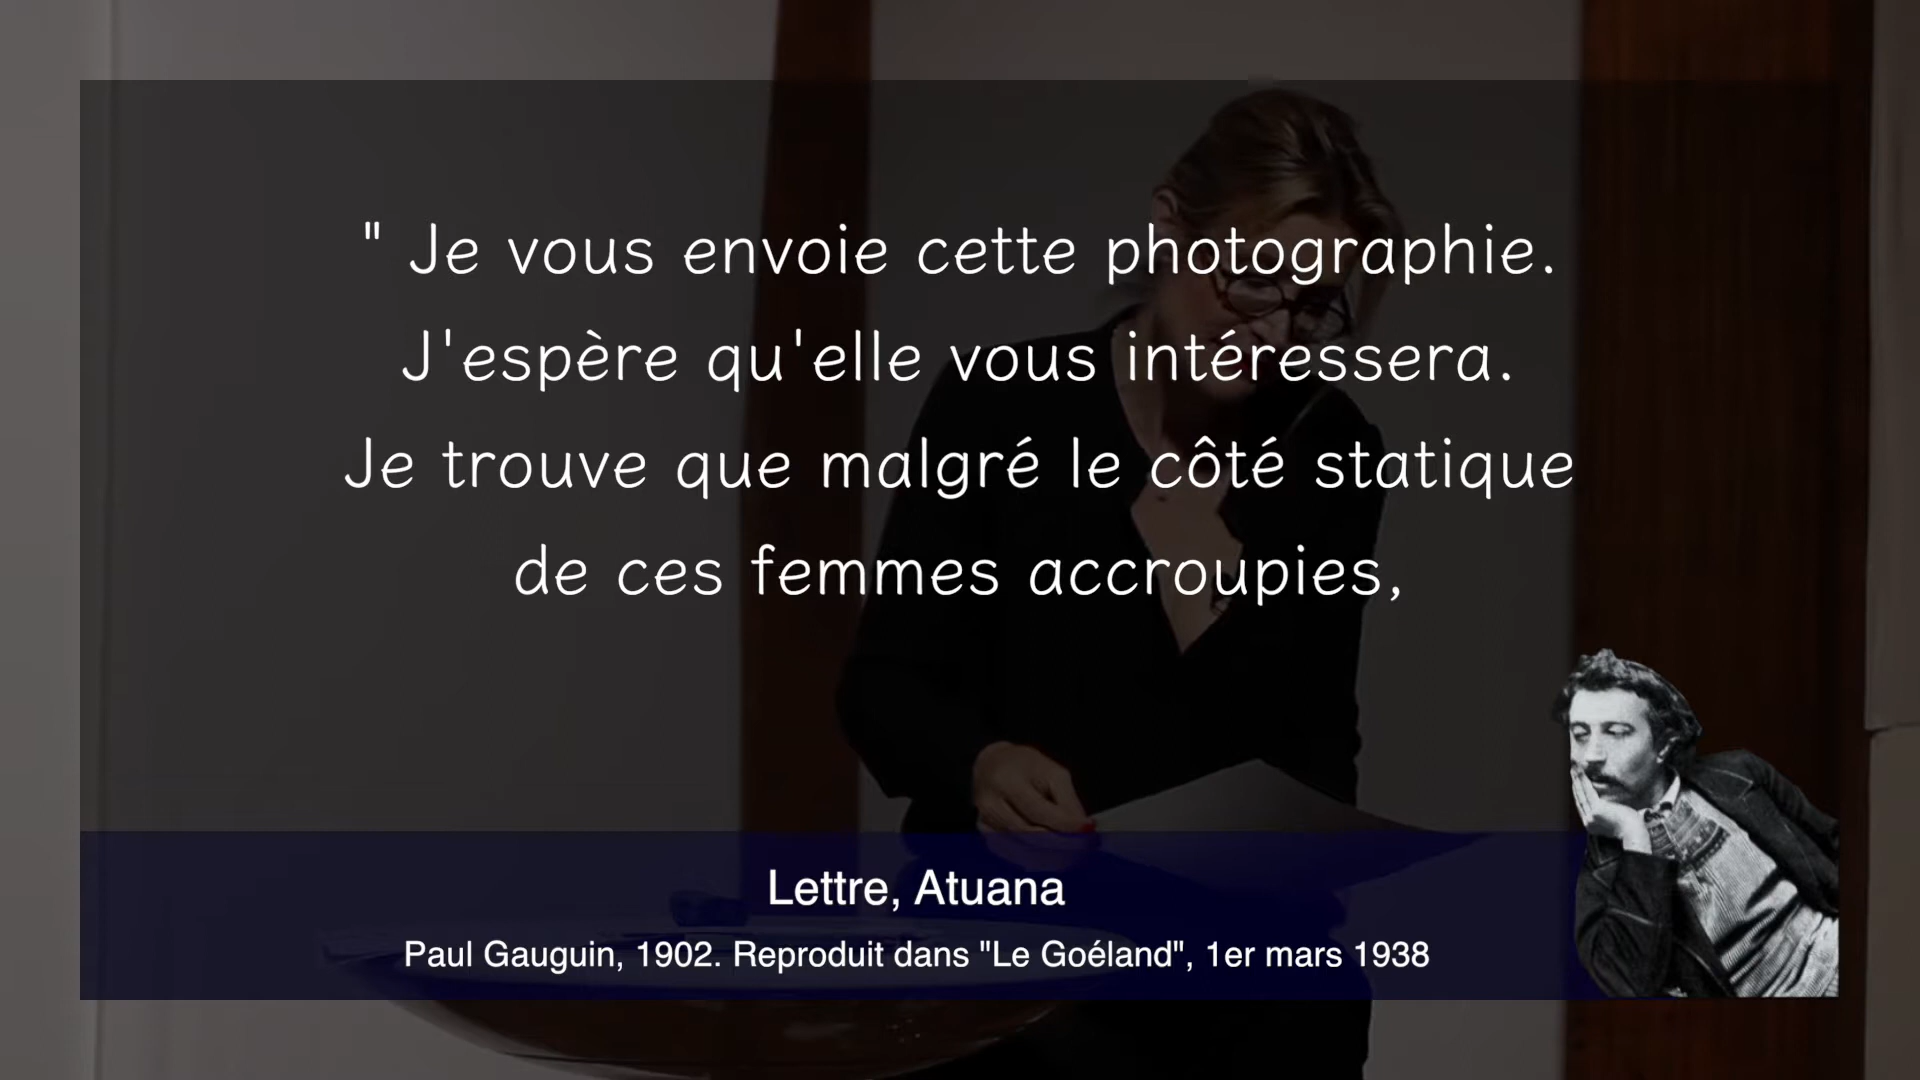 " Je vous envoie cette photographie.
J'espère qu'elle vous intéressera.
Je trouve que malgré le côté statique
de ces femmes accroupies,
Lettre, Atuana
Paul Gauguin, 1902. Reproduit dans "Le Goéland", 1er mars 1938